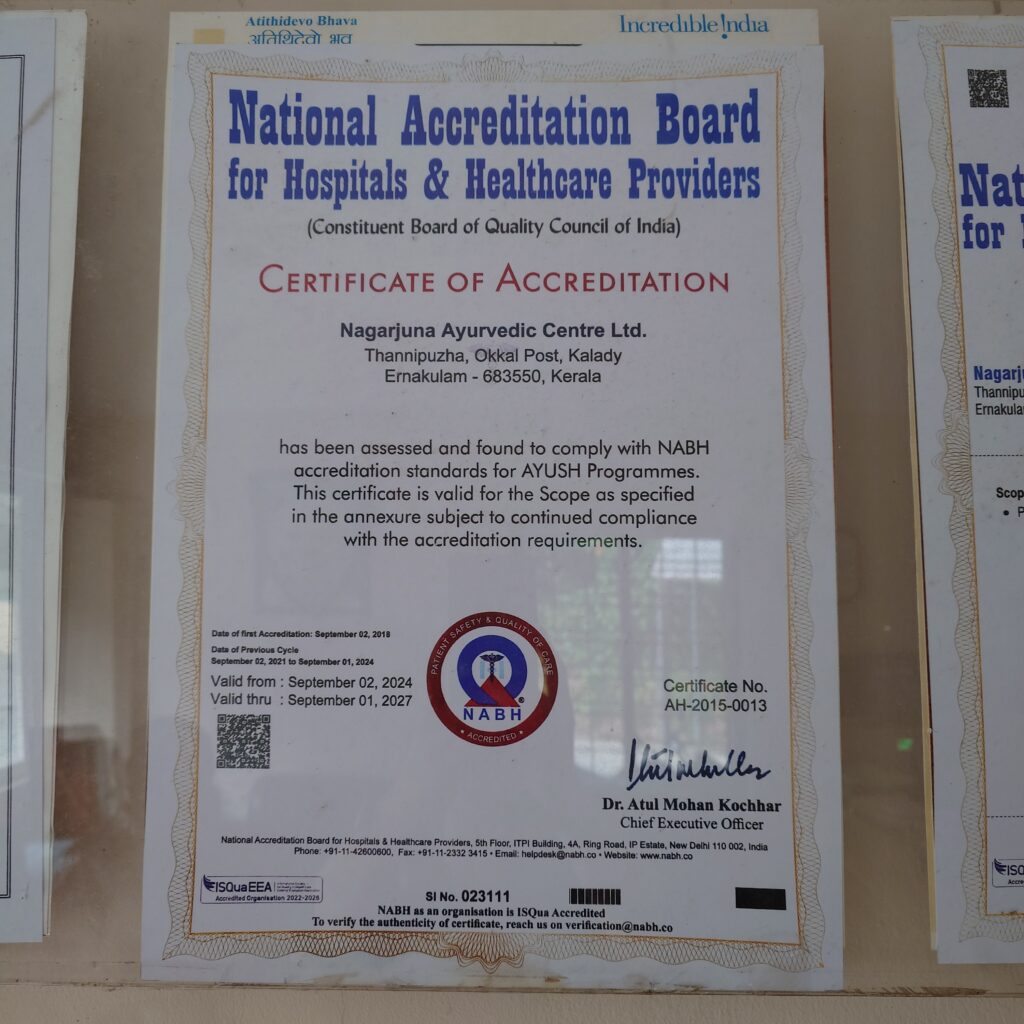 Atithidevo Bhava
अतिथिदेवो भव
Incredible !ndia
National Accreditation Board
for Hospitals & Healthcare Providers
(Constituent Board of Quality Council of India)
CERTIFICATE OF ACCREDITATION
Nagarjuna Ayurvedic Centre Ltd.
Thannipuzha, Okkal Post, Kalady
Ernakulam - 683550, Kerala
has been assessed and found to comply with NABH
accreditation standards for AYUSH Programmes.
This certificate is valid for the Scope as specified
in the annexure subject to continued compliance
with the accreditation requirements.
Date of first Accreditation: September 02, 2018
Date of Previous Cycle
September 02, 2021 to September 01, 2024
Valid from : September 02, 2024
Valid thru : September 01, 2027
PATIENT SAFETY & QUALITY OF CARE
NABH
ACCREDITED
Certificate No.
AH-2015-0013
Dr. Atul Mohan Kochhar
Chief Executive Officer
National Accreditation Board for Hospitals & Healthcare Providers, 5th Floor, ITPI Building, 4A, Ring Road, IP Estate, New Delhi 110 002, India
Phone: +91-11-42600600, Fax: +91-11-2332 3415 • Email: helpdesk@nabh.co • Website: www.nabh.co
ISQuaEEA
Accredited Organisation 2022-2026
SI No. 023111
NABH as an organisation is ISQua Accredited
To verify the authenticity of certificate, reach us on verification@nabh.co
Nat
for
Nagarj
Thannipu
Ernakula
Scop
• P
ISQ
Accre